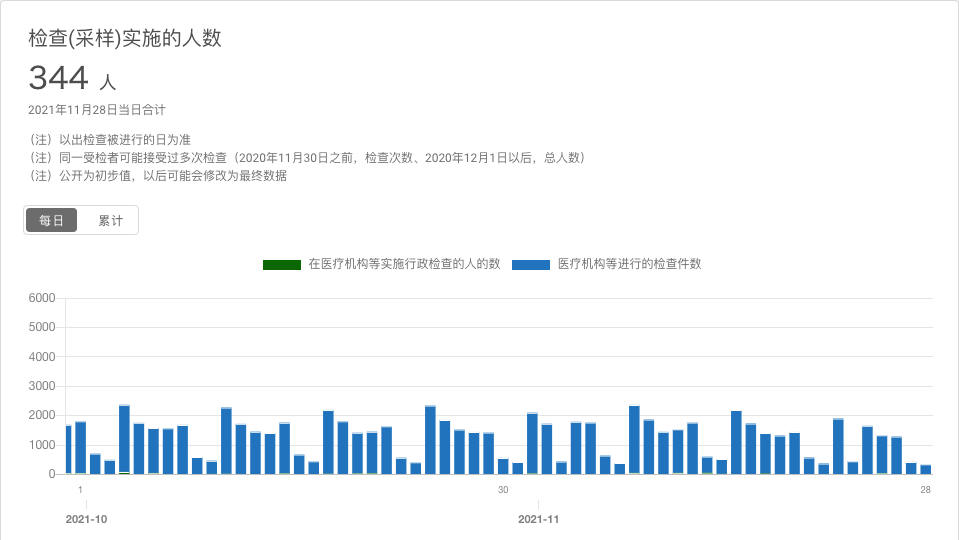 检查(采样)实施的人数
344 人
2021年11月28日当日合计
（注）以出检查被进行的日为准
（注）同一受检者可能接受过多次检查（2020年11月30日之前，检查次数、2020年12月1日以后，总人数）
（注）公开为初步值，以后可能会修改为最终数据
每日 累计
在医疗机构等实施行政检查的人的数 医疗机构等进行的检查件数
6000
5000
4000
3000
2000
1000
0
1 30 28
2021-10 2021-11